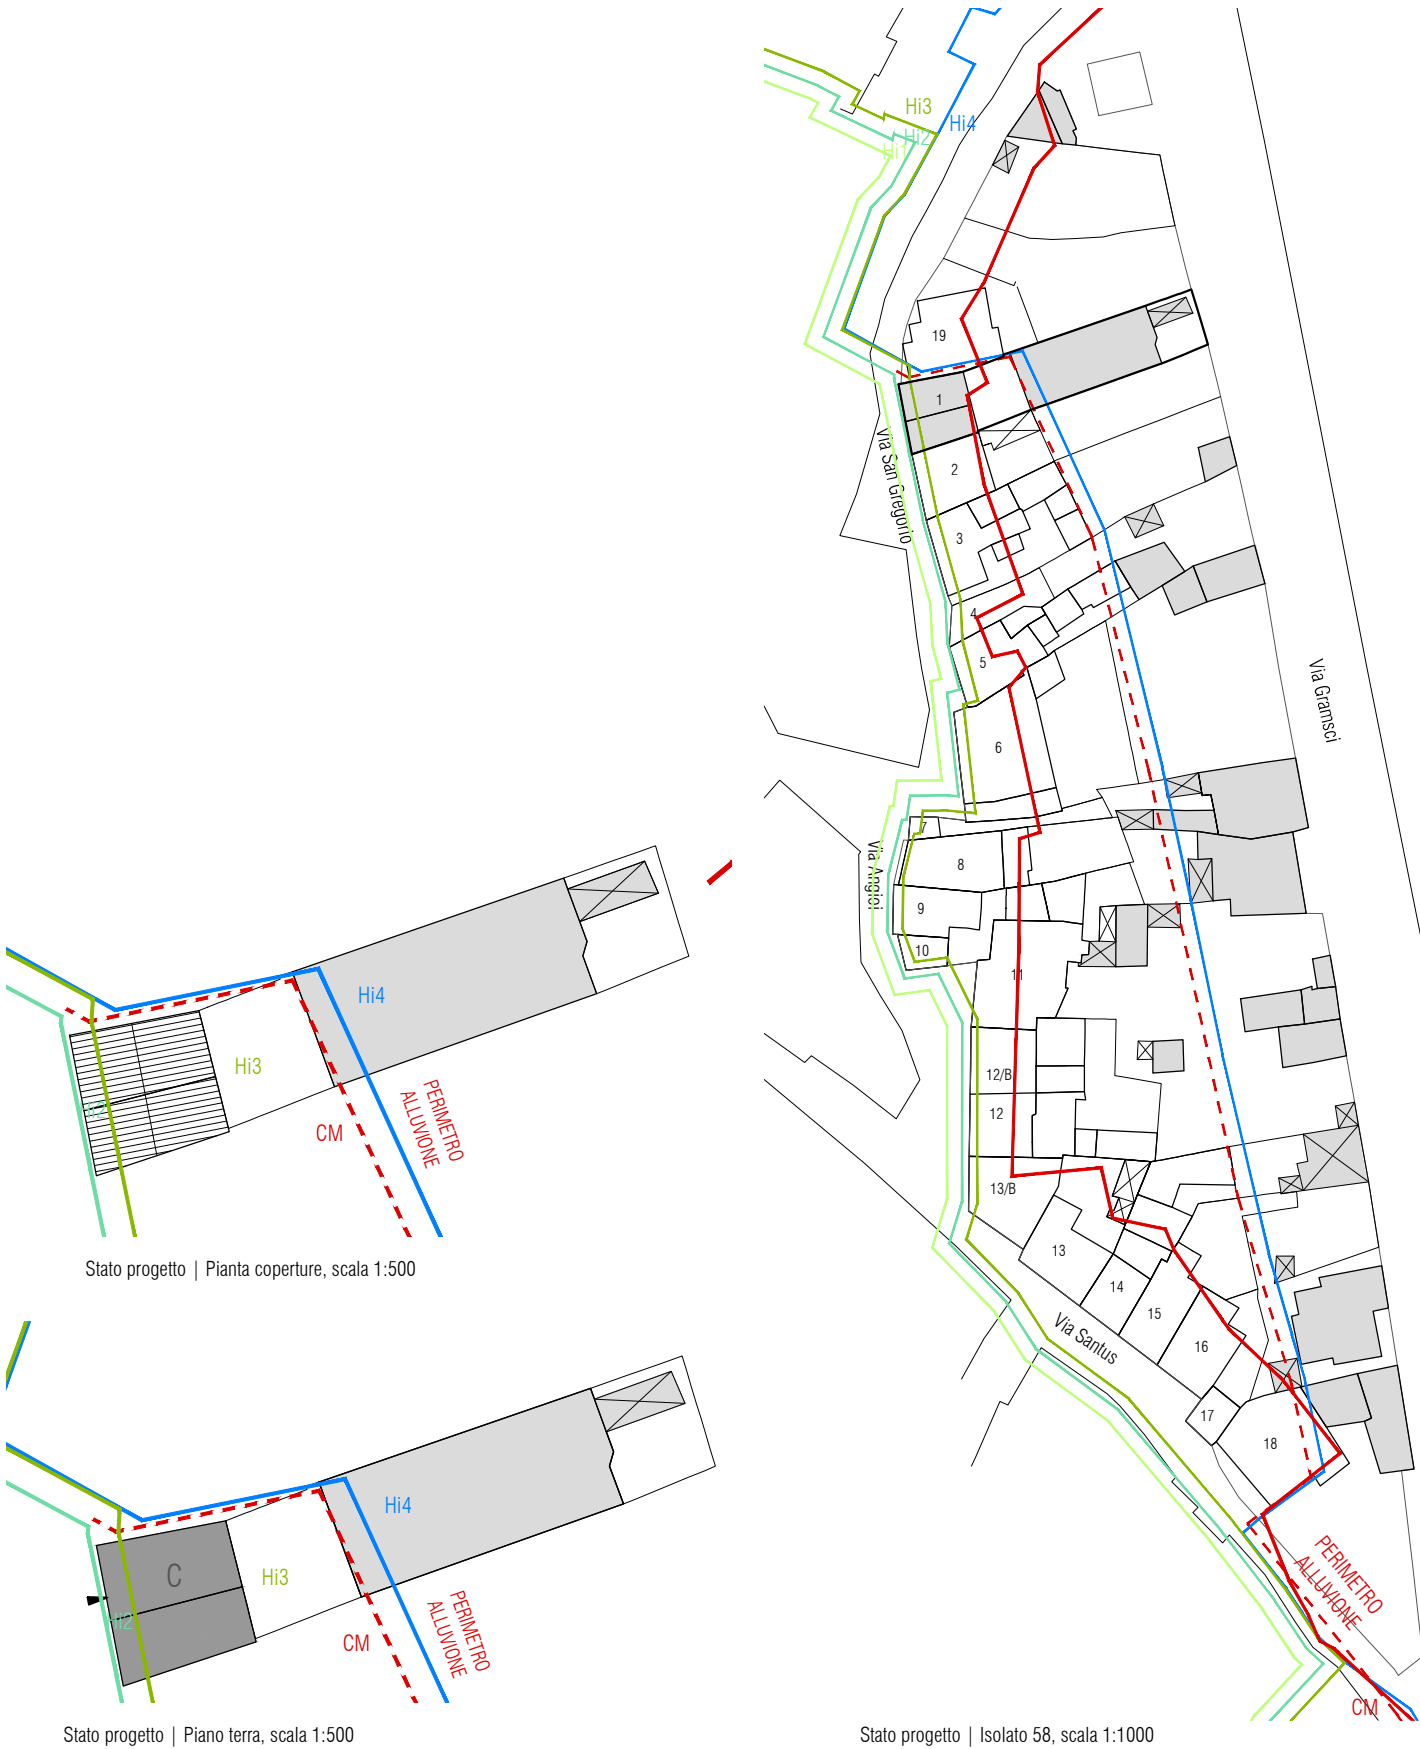 Hi4
Hi3
Hi2
CM
PERIMETRO
ALLUVIONE
Stato progetto | Pianta coperture, scala 1:500
Hi4
C
Hi3
Hi2
CM
PERIMETRO
ALLUVIONE
Stato progetto | Piano terra, scala 1:500
Hi3
Hi4
Hi2
Hi1
19
1
Via San Gregorio
2
3
4
5
Via Gramsci
6
7
Via Angioi
8
9
10
11
12/B
12
13/B
13
14
15
Via Santus
16
17
18
PERIMETRO
ALLUVIONE
CM
Stato progetto | Isolato 58, scala 1:1000